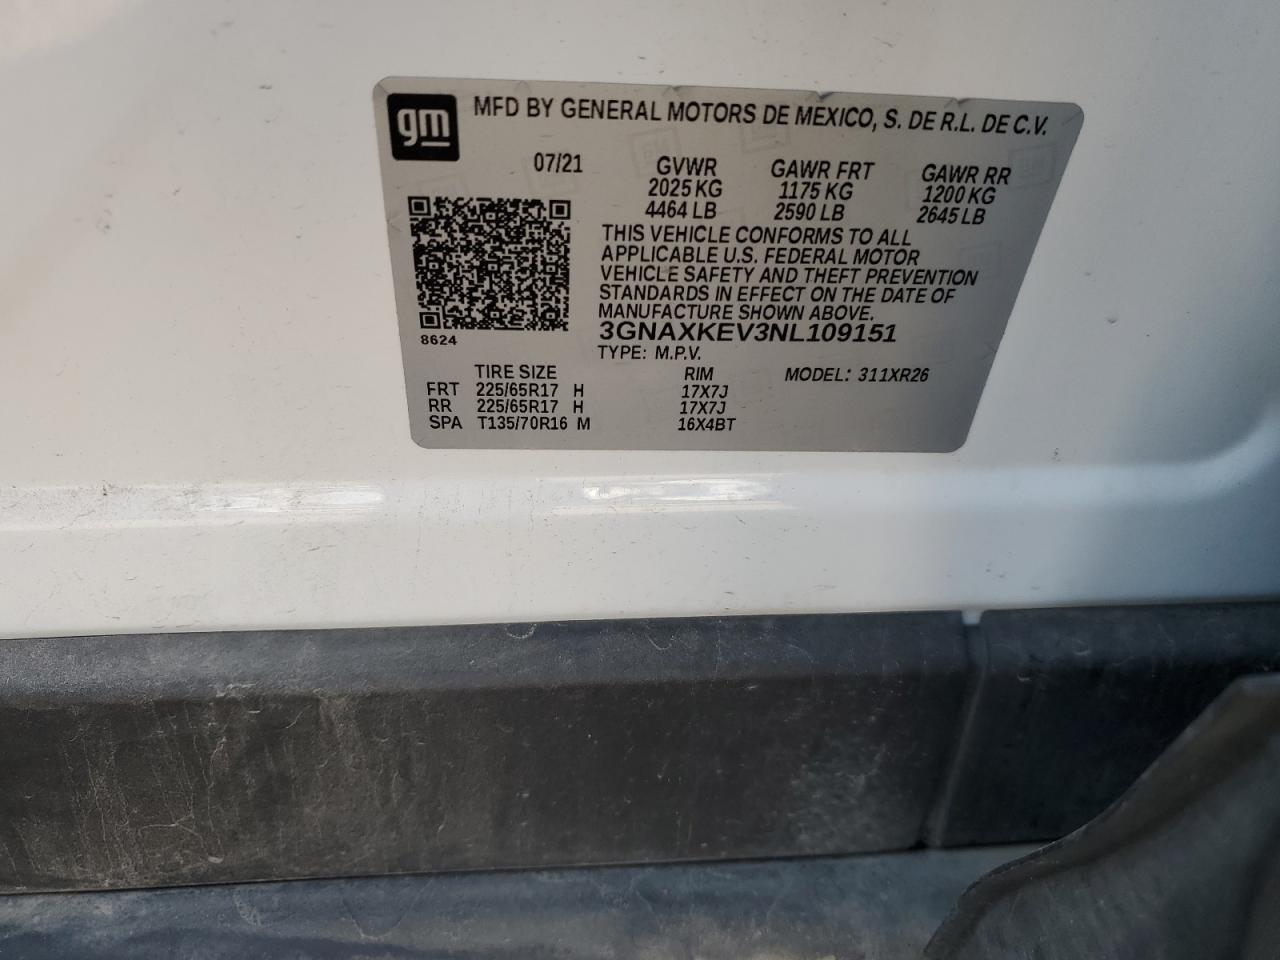 gm
MFD BY GENERAL MOTORS DE MEXICO, S. DE R.L. DE C.V.
07/21 GVWR GAWR FRT GAWR RR
2025 KG 1175 KG 1200 KG
4464 LB 2590 LB 2645 LB
THIS VEHICLE CONFORMS TO ALL
APPLICABLE U.S. FEDERAL MOTOR
VEHICLE SAFETY AND THEFT PREVENTION
STANDARDS IN EFFECT ON THE DATE OF
MANUFACTURE SHOWN ABOVE.
3GNAXKEV3NL109151
8624
TYPE: M.P.V.
TIRE SIZE RIM MODEL: 311XR26
FRT 225/65R17 H 17X7J
RR 225/65R17 H 17X7J
SPA T135/70R16 M 16X4BT